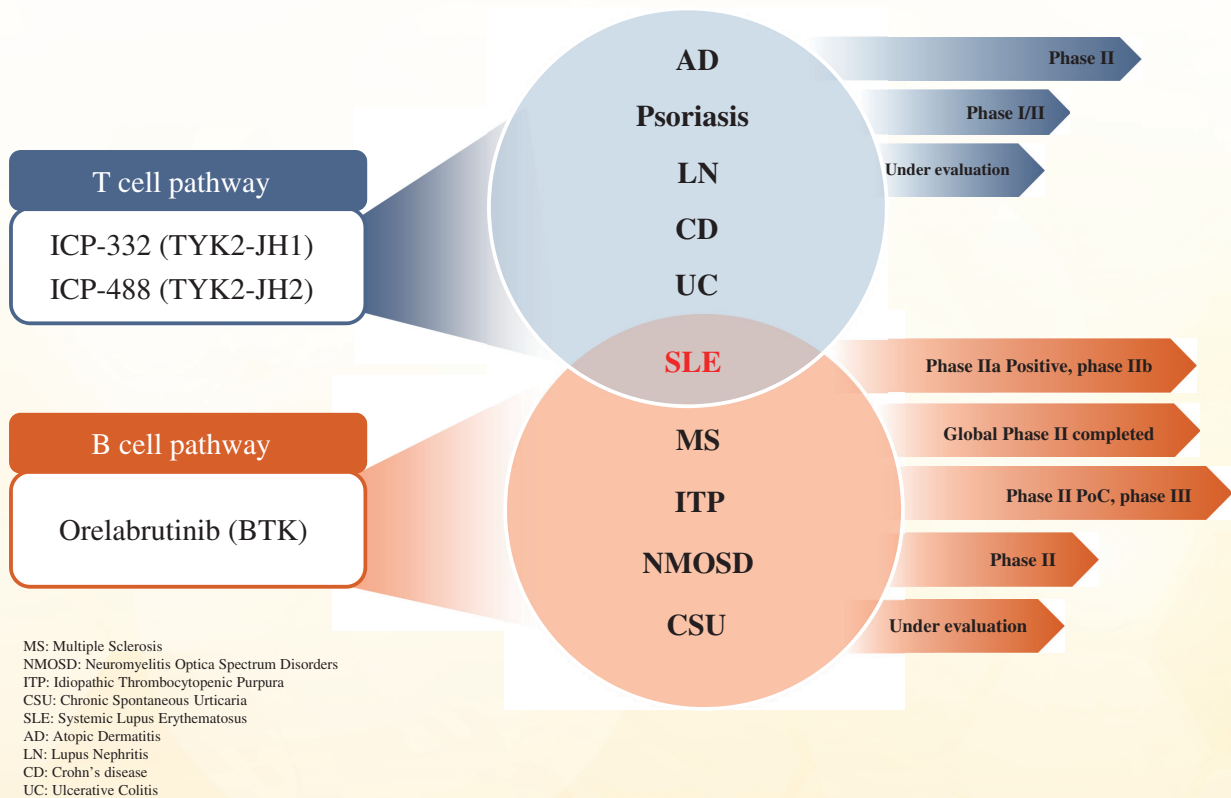 T cell pathway
ICP-332 (TYK2-JH1)
ICP-488 (TYK2-JH2)
AD
Phase II
Psoriasis
Phase I/II
LN
Under evaluation
CD
UC
SLE
Phase IIa Positive, phase IIb
B cell pathway
Orelabrutinib (BTK)
MS
Global Phase II completed
ITP
Phase II PoC, phase III
NMOSD
Phase II
CSU
Under evaluation
MS: Multiple Sclerosis
NMOSD: Neuromyelitis Optica Spectrum Disorders
ITP: Idiopathic Thrombocytopenic Purpura
CSU: Chronic Spontaneous Urticaria
SLE: Systemic Lupus Erythematosus
AD: Atopic Dermatitis
LN: Lupus Nephritis
CD: Crohn’s disease
UC: Ulcerative Colitis